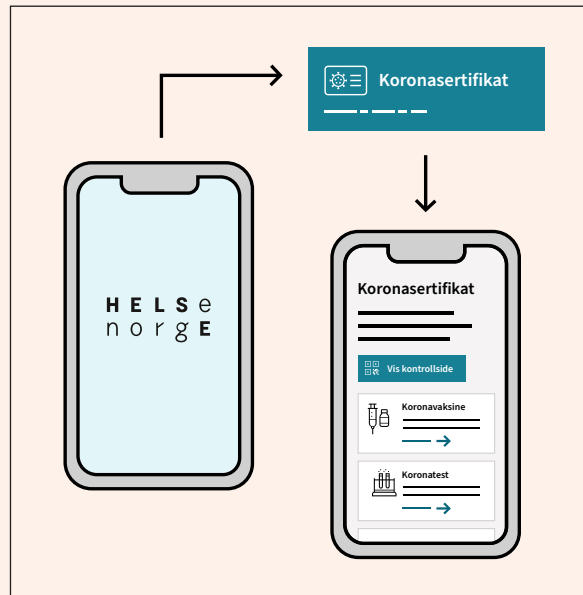 Koronasertifikat
HELSe
norgE
Koronasertifikat
Vis kontrollside
Koronavaksine
Koronatest